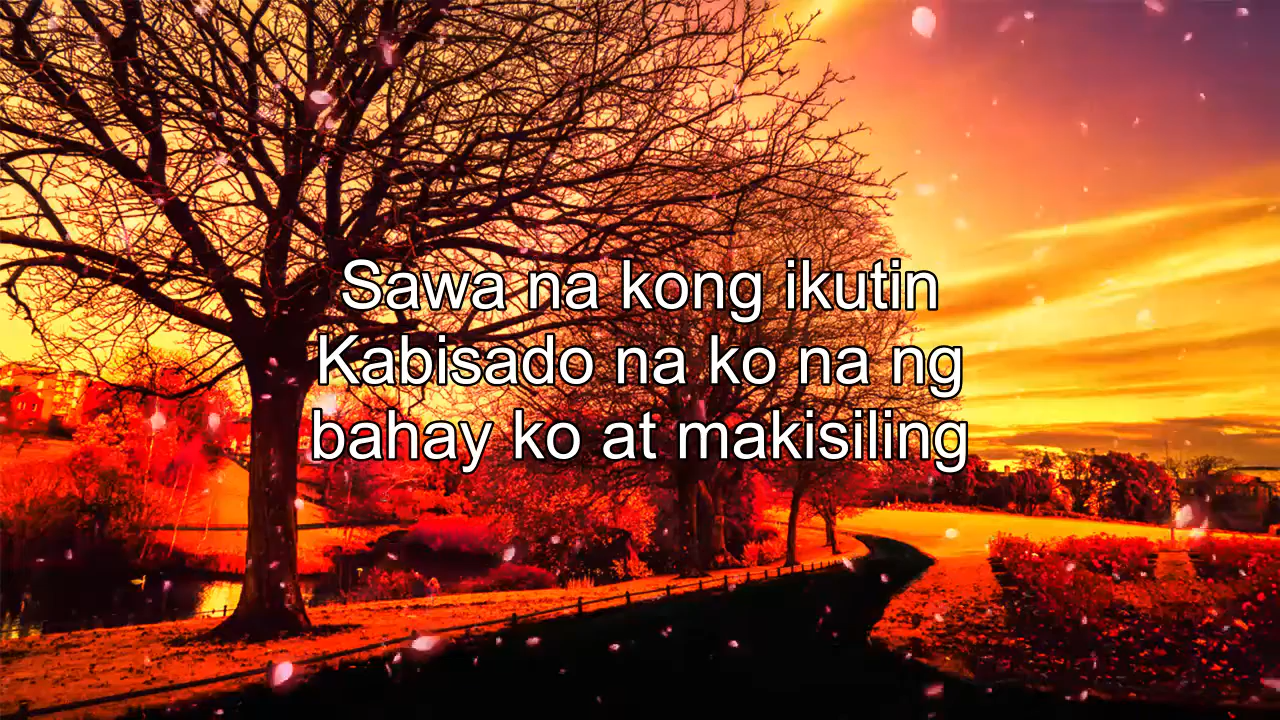 Sawa na kong ikutin
Kabisado na ko na ng
bahay ko at makisiling